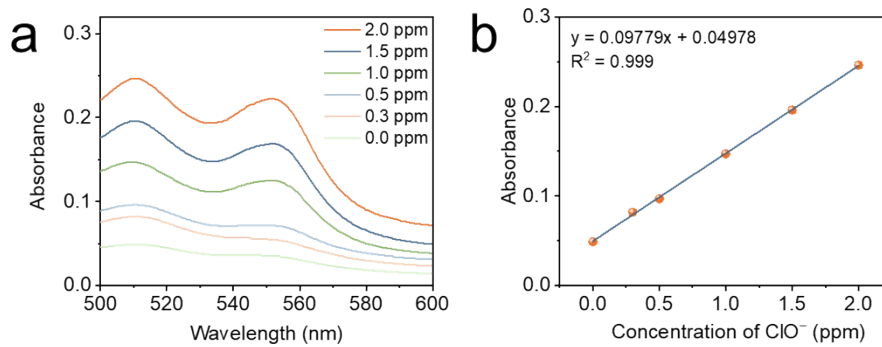 a
0.3
0.2
0.1
0.0
Absorbance
500
520
540
560
580
600
Wavelength (nm)
2.0 ppm
1.5 ppm
1.0 ppm
0.5 ppm
0.3 ppm
0.0 ppm
b
0.3
0.2
0.1
0.0
Absorbance
y = 0.09779x + 0.04978
R² = 0.999
0.0
0.5
1.0
1.5
2.0
Concentration of ClO⁻ (ppm)